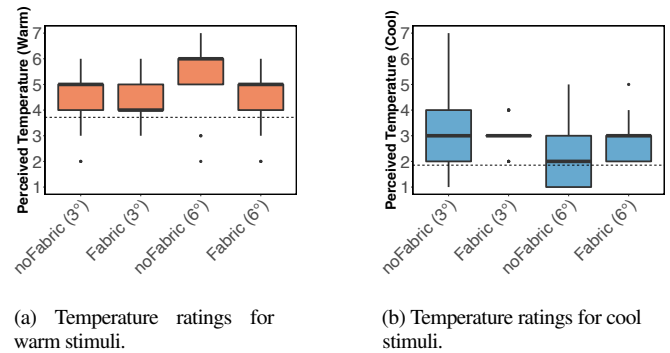 Perceived Temperature (Warm)
7
6
5
4
3
2
1
noFabric (3°)
Fabric (3°)
noFabric (6°)
Fabric (6°)
(a) Temperature ratings for
warm stimuli.
Perceived Temperature (Cool)
7
6
5
4
3
2
1
noFabric (3°)
Fabric (3°)
noFabric (6°)
Fabric (6°)
(b) Temperature ratings for cool
stimuli.